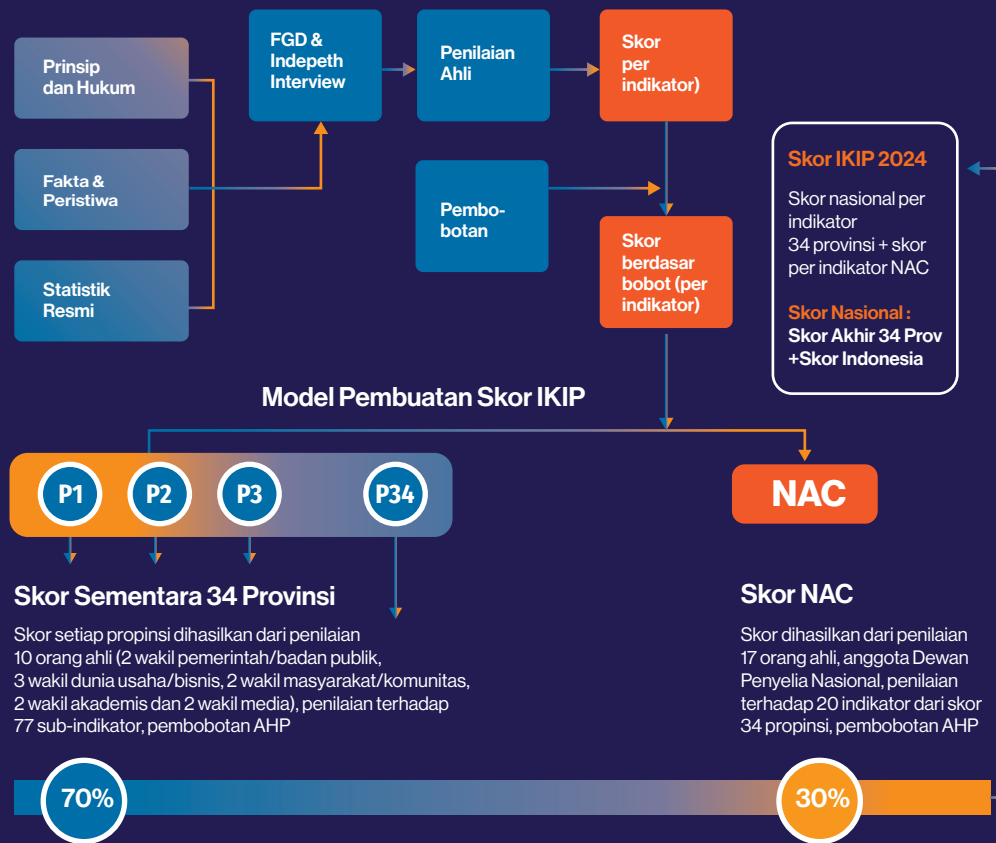 Prinsip
dan Hukum
Fakta &
Peristiwa
Statistik
Resmi
FGD &
Indepeth
Interview
Penilaian
Ahli
Skor
per
indikator)
Pembo-
botan
Skor
berdasar
bobot (per
indikator)
Skor IKIP 2024
Skor nasional per
indikator
34 provinsi + skor
per indikator NAC
Skor Nasional :
Skor Akhir 34 Prov
+Skor Indonesia
Model Pembuatan Skor IKIP
P1
P2
P3
P34
NAC
Skor Sementara 34 Provinsi
Skor setiap propinsi dihasilkan dari penilaian
10 orang ahli (2 wakil pemerintah/badan publik,
3 wakil dunia usaha/bisnis, 2 wakil masyarakat/komunitas,
2 wakil akademis dan 2 wakil media), penilaian terhadap
77 sub-indikator, pembobotan AHP
Skor NAC
Skor dihasilkan dari penilaian
17 orang ahli, anggota Dewan
Penyelia Nasional, penilaian
terhadap 20 indikator dari skor
34 propinsi, pembobotan AHP
70%
30%